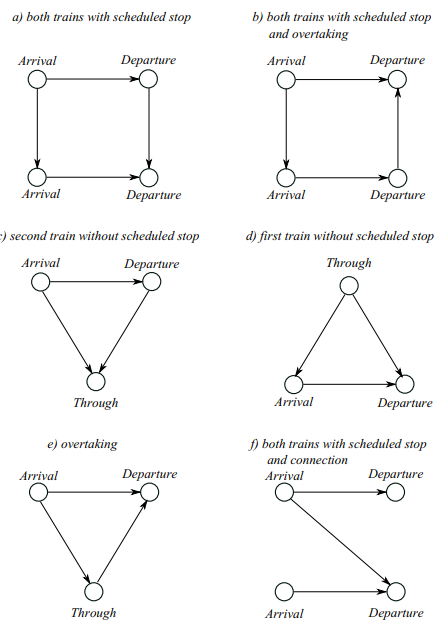 a) both trains with scheduled stop
b) both trains with scheduled stop
and overtaking
Arrival
Departure
Arrival
Departure
Arrival
Departure
Arrival
Departure
) second train without scheduled stop
d) first train without scheduled stop
Arrival
Departure
Through
Through
Arrival
Departure
e) overtaking
f) both trains with scheduled stop
and connection
Arrival
Departure
Through
Arrival
Departure
Arrival
Departure